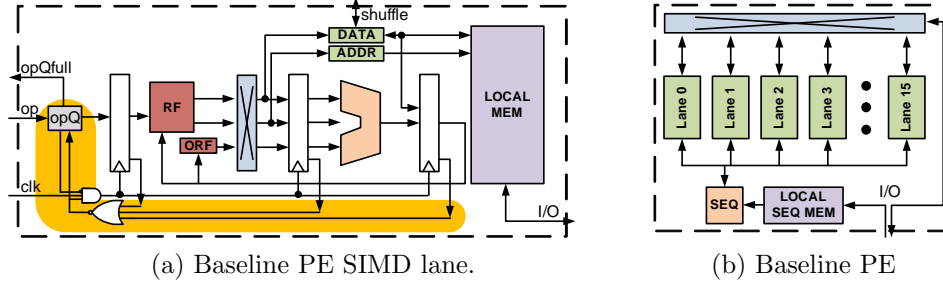 shuffle
DATA
ADDR
opQfull
op
opQ
RF
ORF
LOCAL
MEM
clk
I/O
(a) Baseline PE SIMD lane.
Lane 0
Lane 1
Lane 2
Lane 3
Lane 15
SEQ
LOCAL
SEQ MEM
I/O
(b) Baseline PE